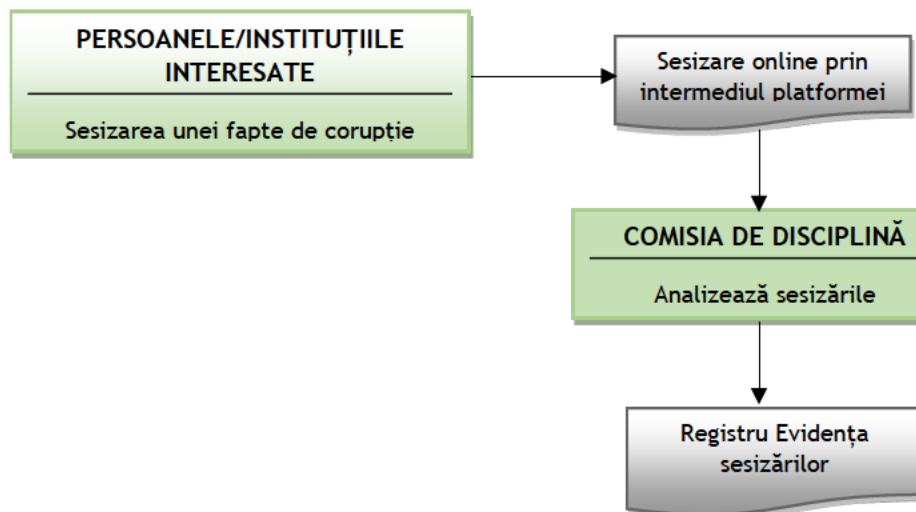 PERSOANELE/INSTITUȚIILE
INTERESATE
Sesizarea unei fapte de corupție
Sesizare online prin
intermediul platformei
COMISIA DE DISCIPLINĂ
Analizează sesizările
Registru Evidența
sesizărilor